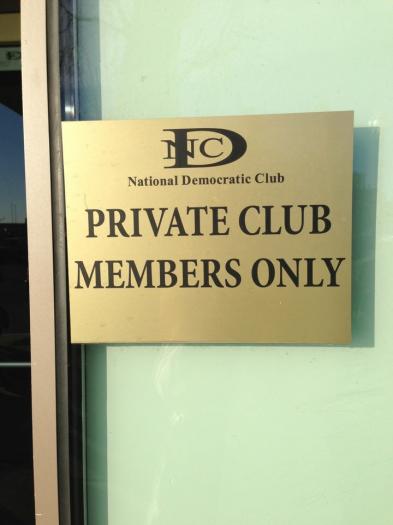 NDC
National Democratic Club
PRIVATE CLUB
MEMBERS ONLY